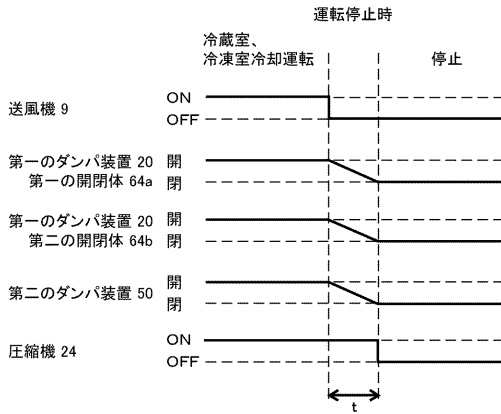 運転停止時
冷蔵室、
冷凍室冷却運転
停止
送風機 9
ON
OFF
第一のダンパ装置 20
第一の開閉体 64a
開
閉
第一のダンパ装置 20
第二の開閉体 64b
開
閉
第二のダンパ装置 50
開
閉
圧縮機 24
ON
OFF
t